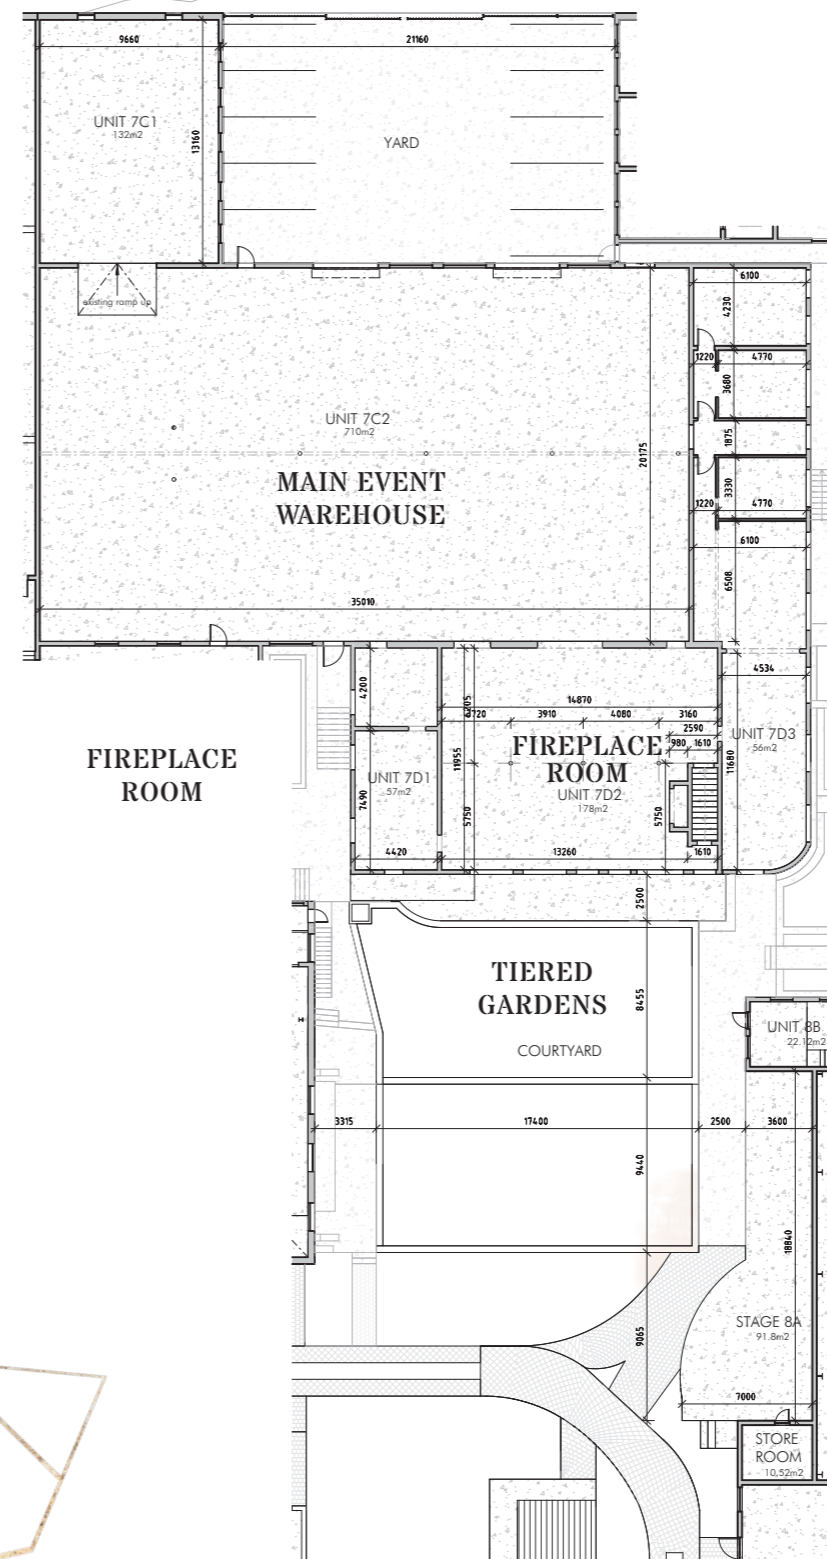 9660
21160
UNIT 7C1
132m2
13160
YARD
existing ramp up
6100
4230
1220
4770
3680
UNIT 7C2
710m2
1875
20175
MAIN EVENT
WAREHOUSE
3330
1220
4770
6100
6508
35010
4200
4534
14870
3910
4080
3160
2590
FIREPLACE
ROOM
980
1610
UNIT 7D3
56m2
11680
FIREPLACE
ROOM
UNIT 7D2
178m2
11955
UNIT 7D1
57m2
7490
5750
5750
4420
13260
1610
2500
TIERED
GARDENS
8455
COURTYARD
UNIT 8B
22.12m2
3315
17400
2500
3600
9440
18840
STAGE 8A
91.8m2
9065
7000
STORE
ROOM
10,52m2